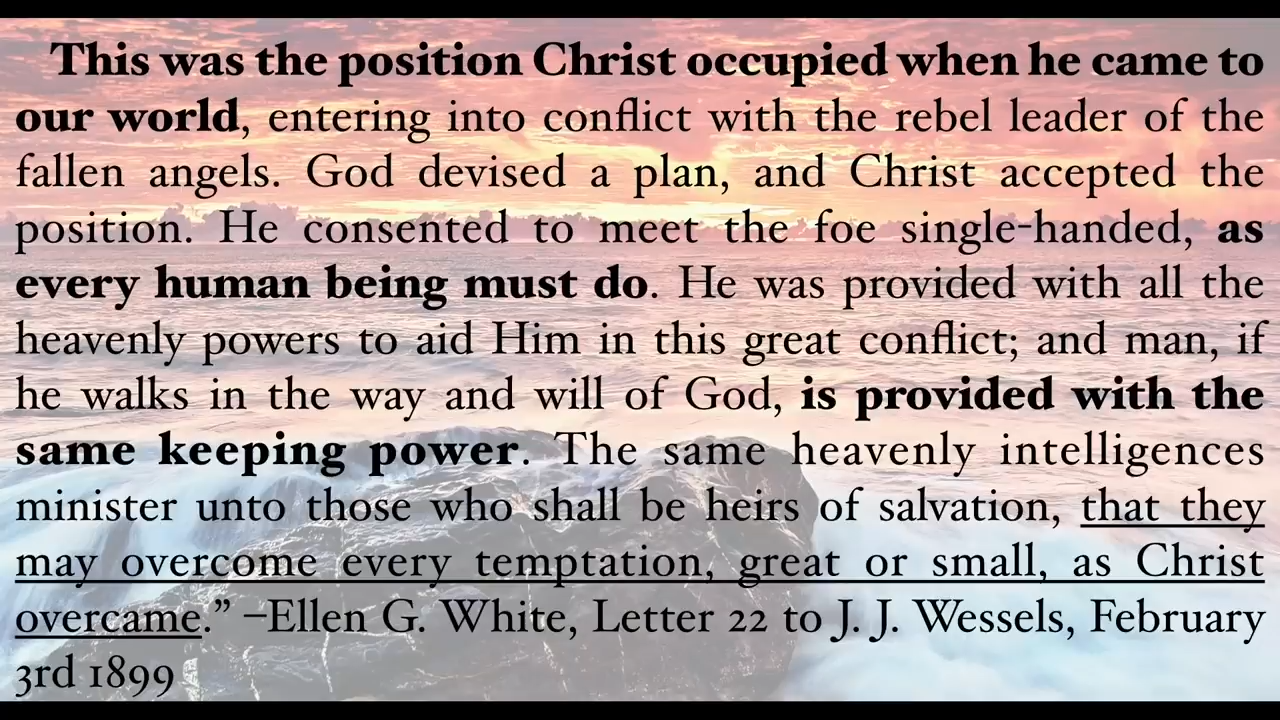 This was the position Christ occupied when he came to
our world, entering into conflict with the rebel leader of the
fallen angels. God devised a plan, and Christ accepted the
position. He consented to meet the foe single-handed, as
every human being must do. He was provided with all the
heavenly powers to aid Him in this great conflict; and man, if
he walks in the way and will of God, is provided with the
same keeping power. The same heavenly intelligences
minister unto those who shall be heirs of salvation, that they
may overcome every temptation, great or small, as Christ
overcame.” –Ellen G. White, Letter 22 to J. J. Wessels, February
3rd 1899